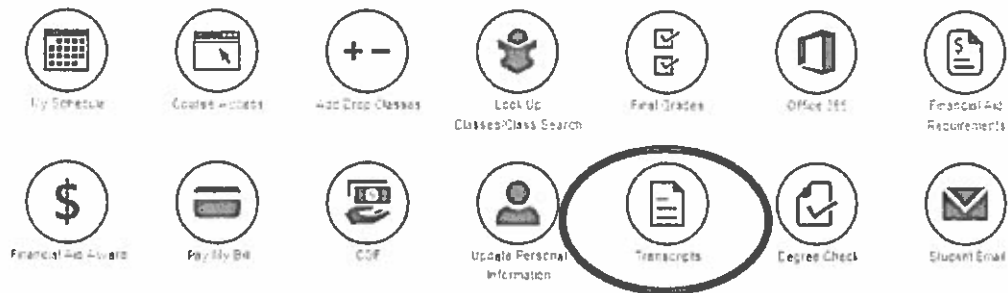 My Schedule
Course Access
Add Drop Classes
Look Up
Classes/Class Search
Final Grades
Office 365
Financial Aid
Requirements
Financial Aid Award
Pay My Bill
COF
Update Personal
Information
Transcripts
Degree Check
Student Email